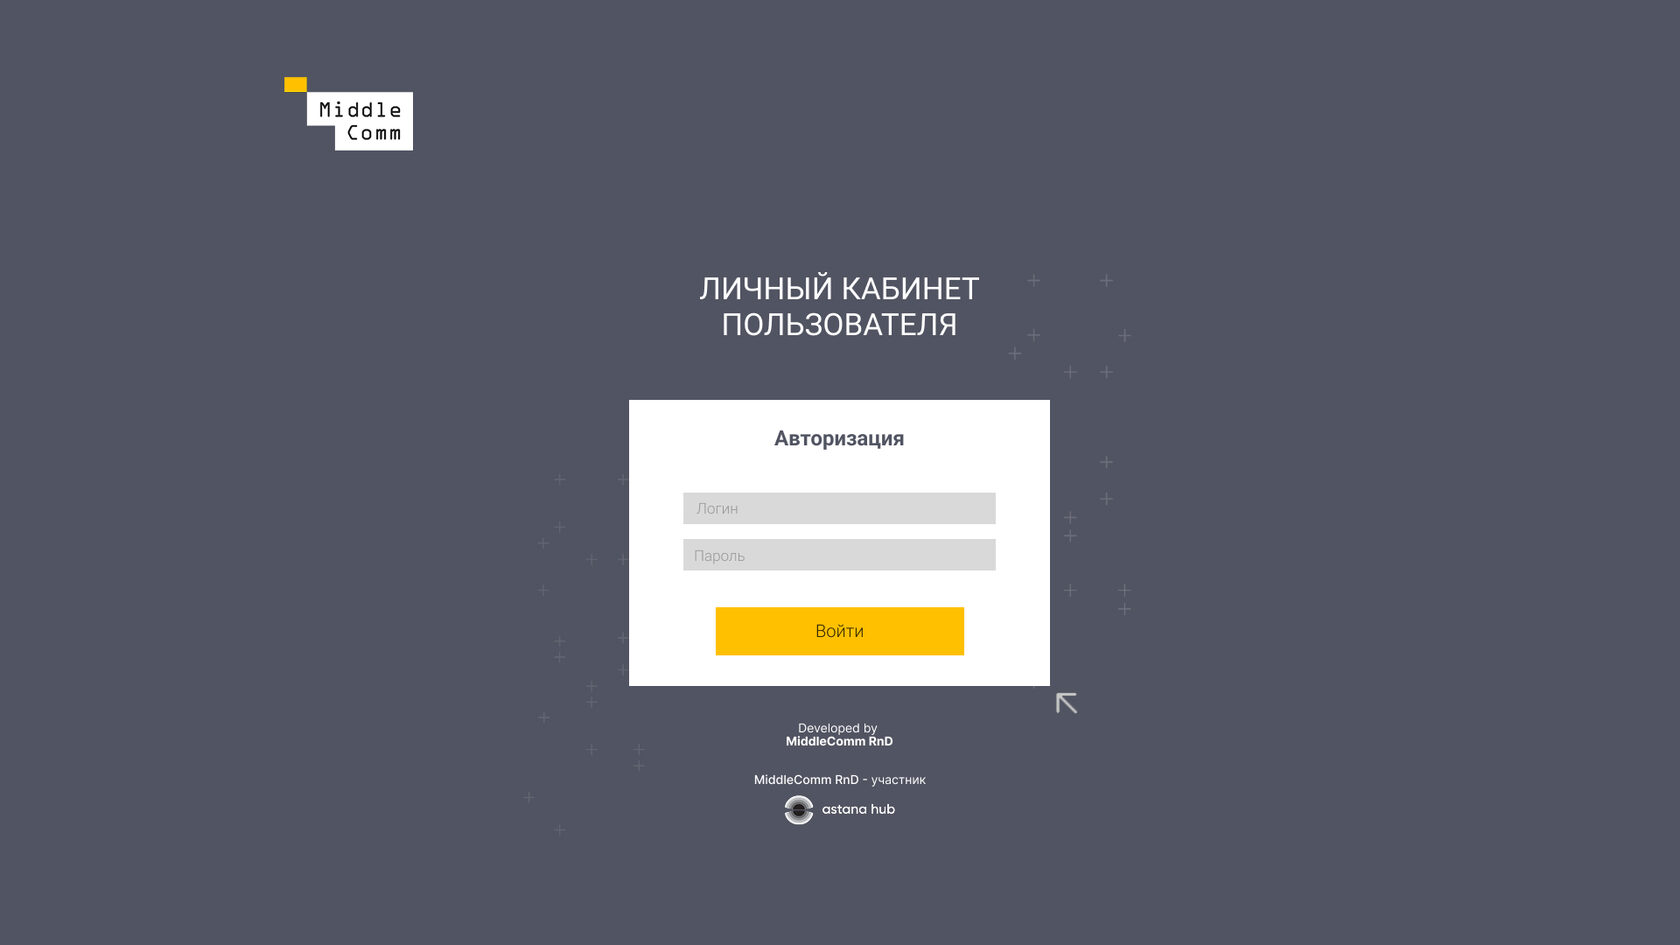 Middle
Comm
ЛИЧНЫЙ КАБИНЕТ
ПОЛЬЗОВАТЕЛЯ
Авторизация
Логин
Пароль
Войти
Developed by
MiddleComm RnD
MiddleComm RnD - участник
astana hub